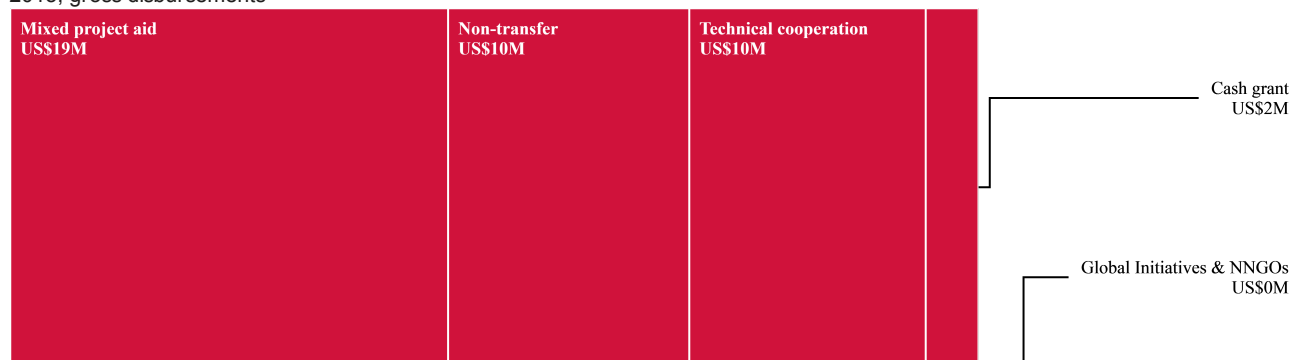 Mixed project aid
US$19M
Non-transfer
US$10M
Technical cooperation
US$10M
Cash grant
US$2M
Global Initiatives & NNGOs
US$0M